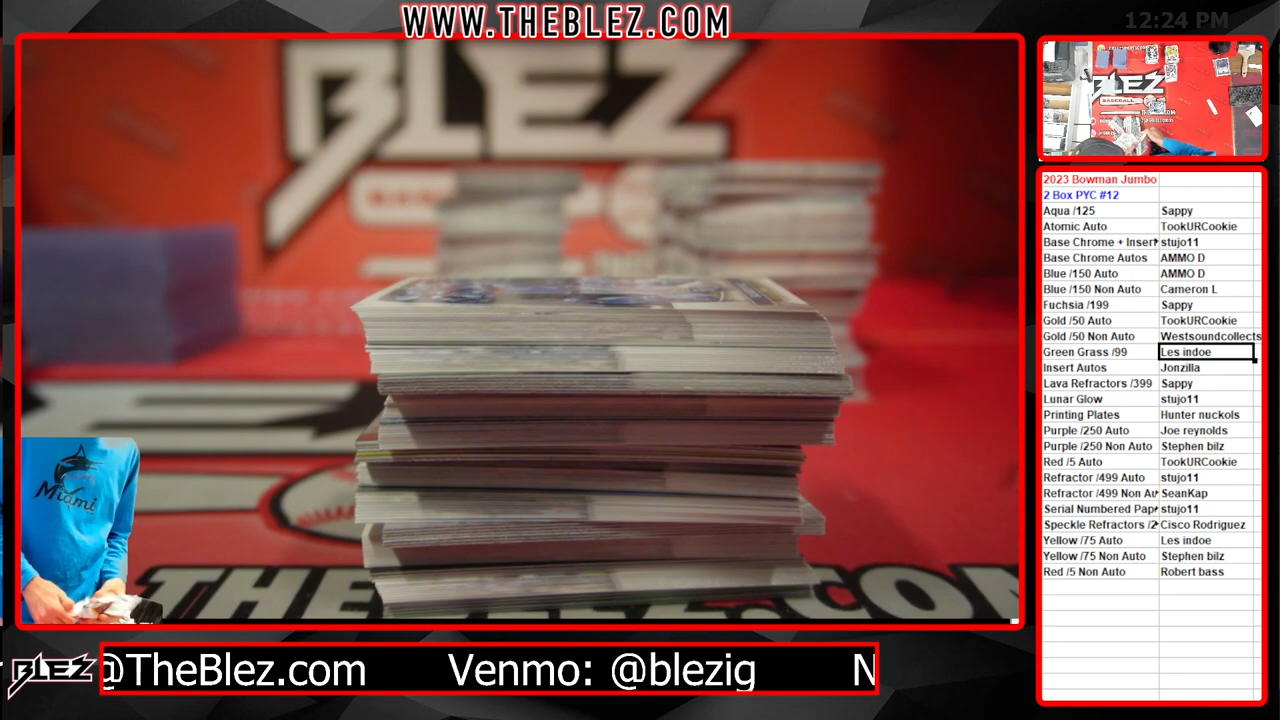 WWW.THEBLEZ.COM
12:24 PM
BLEZ
BLEZ
BASEBALL
2023 Bowman Jumbo
2 Box PYC #12
Aqua /125 Sappy
Atomic Auto TookURCookie
Base Chrome + Insert stujo11
Base Chrome Autos AMMO D
Blue /150 Auto AMMO D
Blue /150 Non Auto Cameron L
Fuchsia /199 Sappy
Gold /50 Auto TookURCookie
Gold /50 Non Auto Westsoundcollects
Green Grass /99 Les indoe
Insert Autos Jonzilla
Lava Refractors /399 Sappy
Lunar Glow stujo11
Printing Plates Hunter nuckols
Purple /250 Auto Joe reynolds
Purple /250 Non Auto Stephen bilz
Red /5 Auto TookURCookie
Refractor /499 Auto stujo11
Refractor /499 Non Au SeanKap
Serial Numbered Pap stujo11
Speckle Refractors /2 Cisco Rodriguez
Yellow /75 Auto Les indoe
Yellow /75 Non Auto Stephen bilz
Red /5 Non Auto Robert bass
Miami
THEBLEZ.COM
BLEZ
@TheBlez.com Venmo: @blezig N